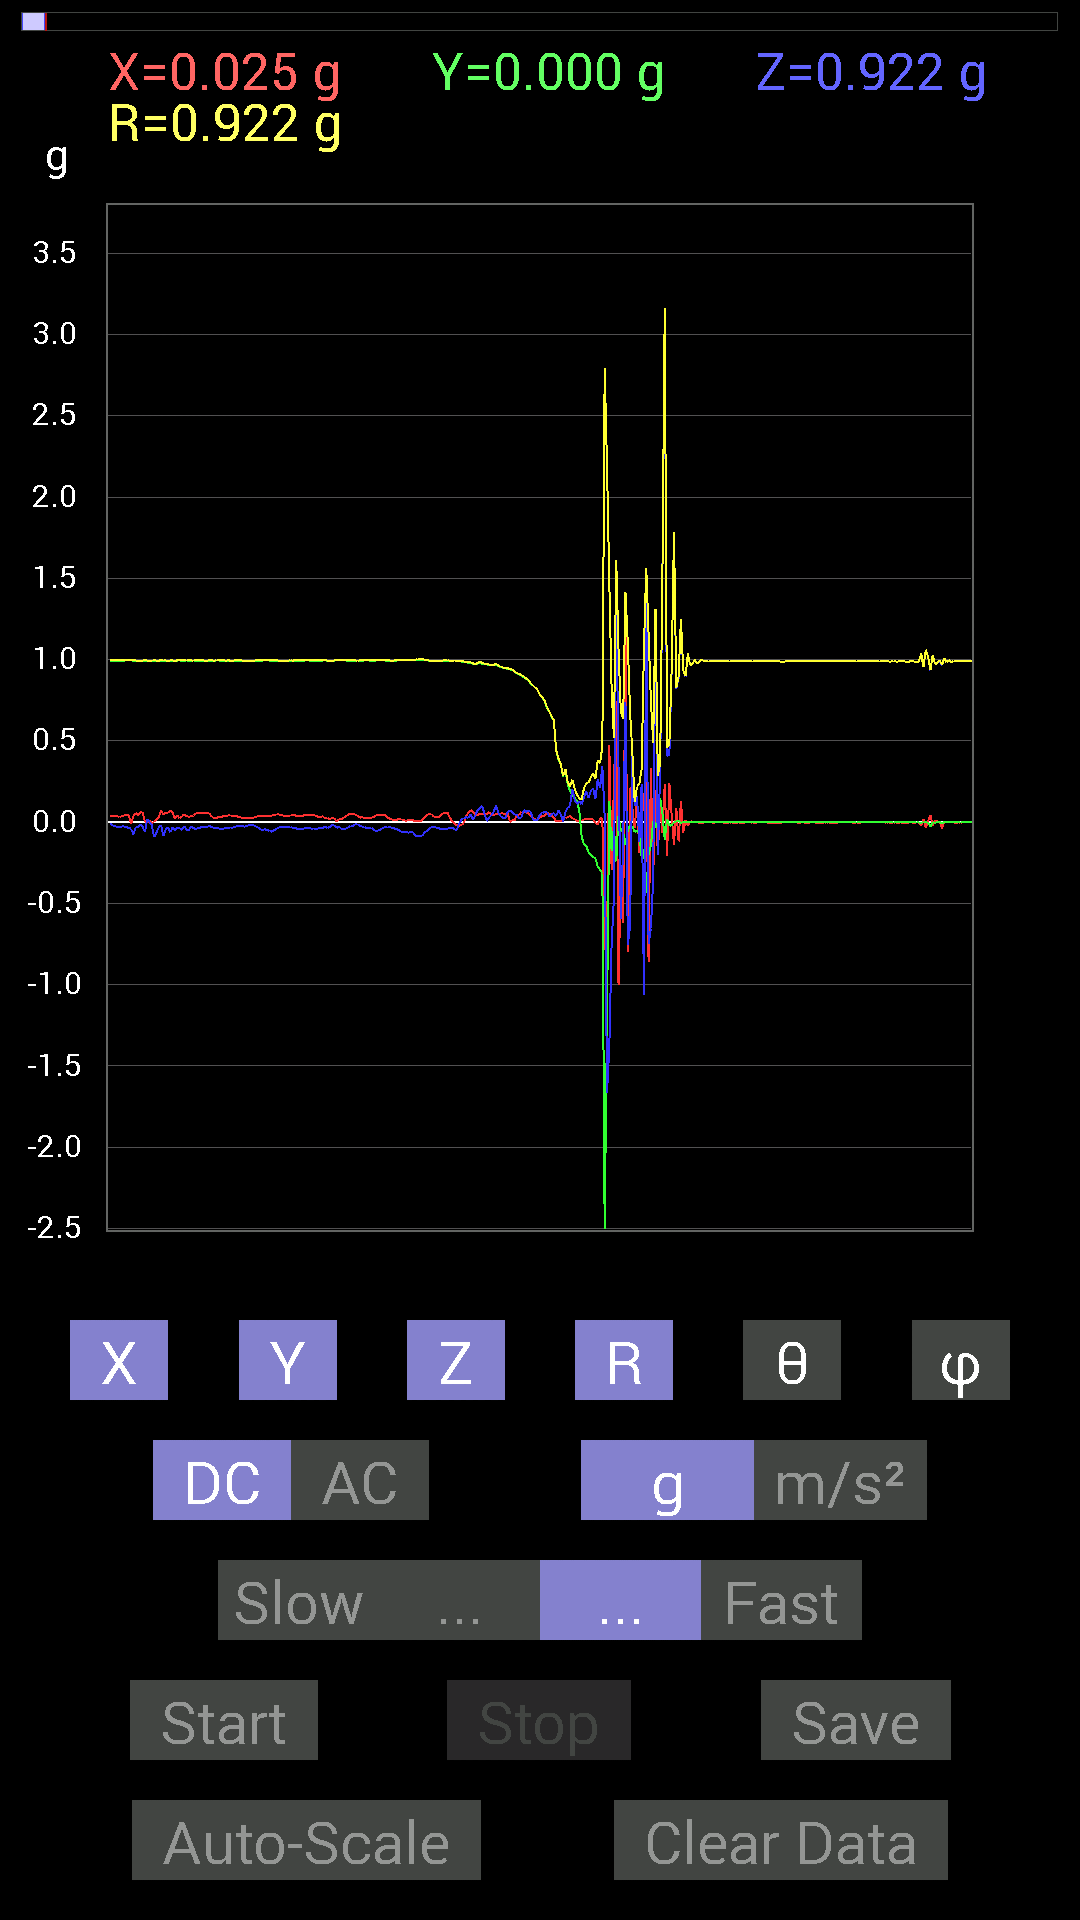 X=0.025 g Y=0.000 g Z=0.922 g
R=0.922 g
g
3.5
3.0
2.5
2.0
1.5
1.0
0.5
0.0
-0.5
-1.0
-1.5
-2.0
-2.5
X Y Z R θ φ
DC AC g m/s²
Slow ... ... Fast
Start Stop Save
Auto-Scale Clear Data